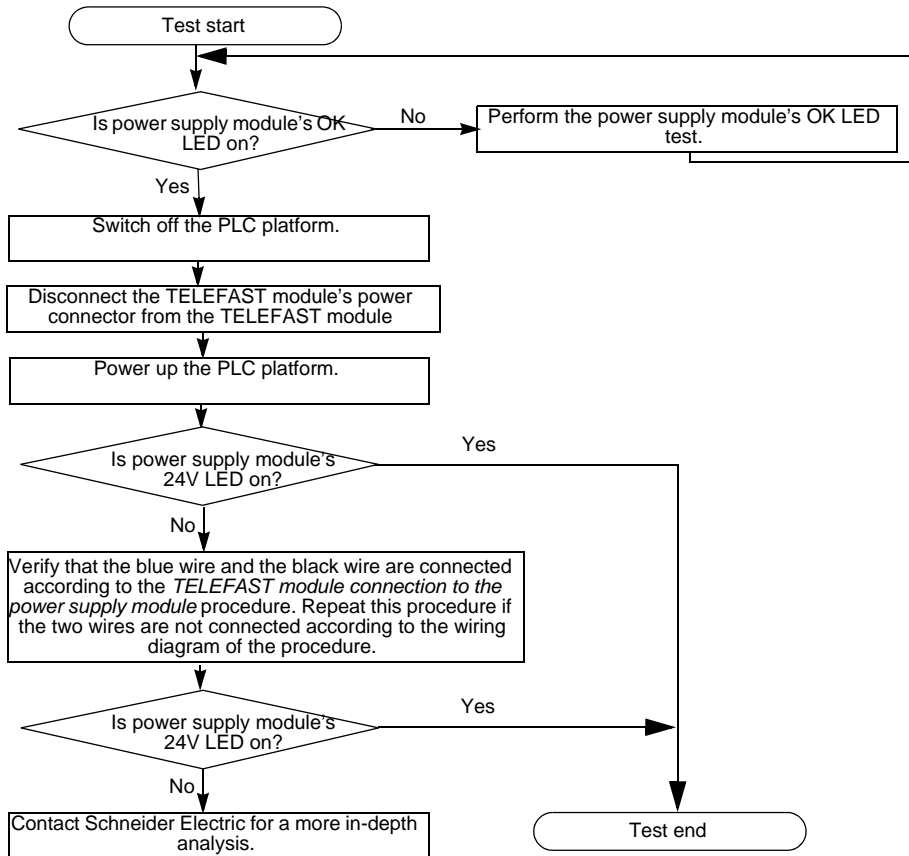 Test start
Is power supply module's OK
LED on?
No
Perform the power supply module's OK LED
test.
Yes
Switch off the PLC platform.
Disconnect the TELEFAST module's power
connector from the TELEFAST module
Power up the PLC platform.
Is power supply module's
24V LED on?
Yes
No
Verify that the blue wire and the black wire are connected
according to the TELEFAST module connection to the
power supply module procedure. Repeat this procedure if
the two wires are not connected according to the wiring
diagram of the procedure.
Is power supply module's
24V LED on?
Yes
No
Contact Schneider Electric for a more in-depth
analysis.
Test end